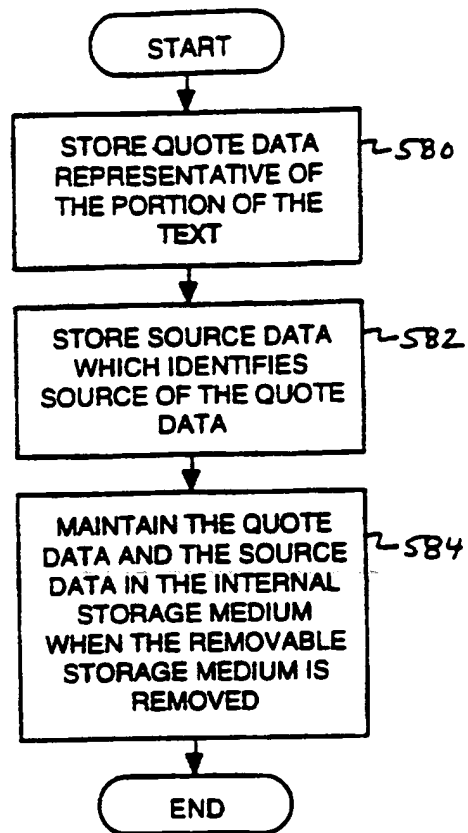 START
STORE QUOTE DATA
REPRESENTATIVE OF
THE PORTION OF THE
TEXT
580
STORE SOURCE DATA
WHICH IDENTIFIES
SOURCE OF THE QUOTE
DATA
582
MAINTAIN THE QUOTE
DATA AND THE SOURCE
DATA IN THE INTERNAL
STORAGE MEDIUM
WHEN THE REMOVABLE
STORAGE MEDIUM IS
REMOVED
584
END